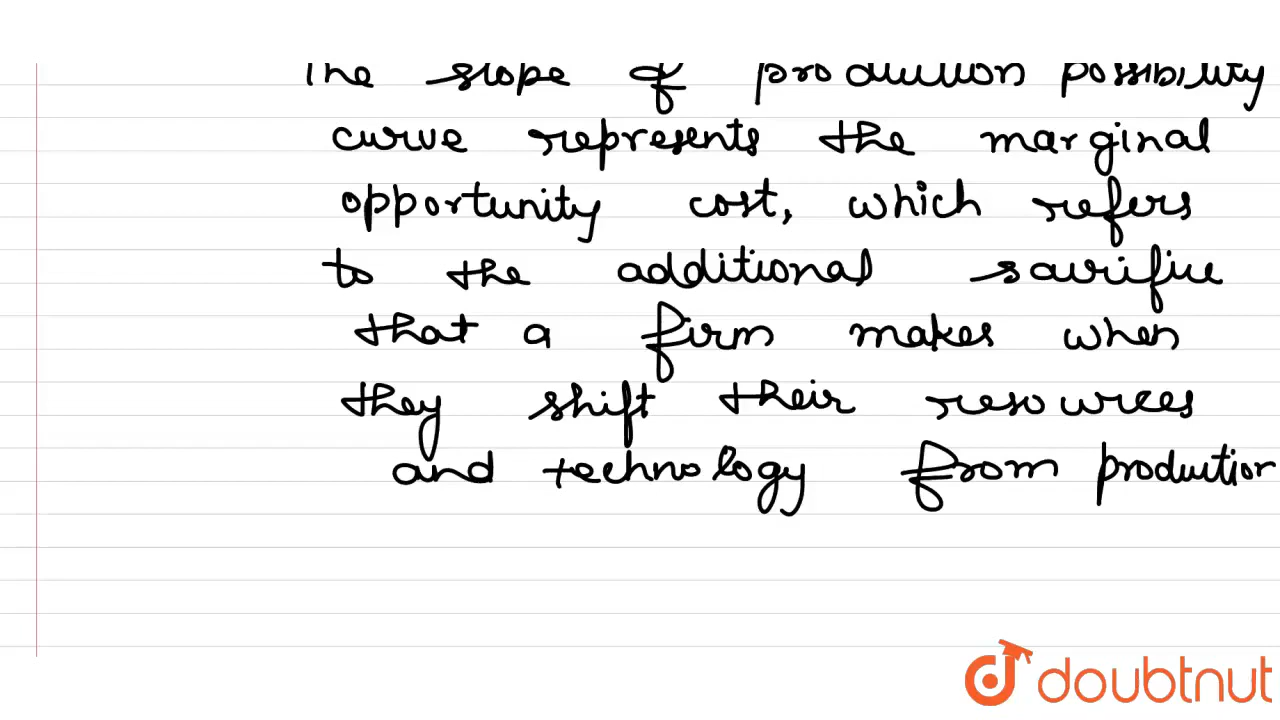 The slope of production possibility
curve represents the marginal
opportunity cost, which refers
to the additional sacrifice
that a firm makes when
they shift their resources
and technology from production
doubtnut